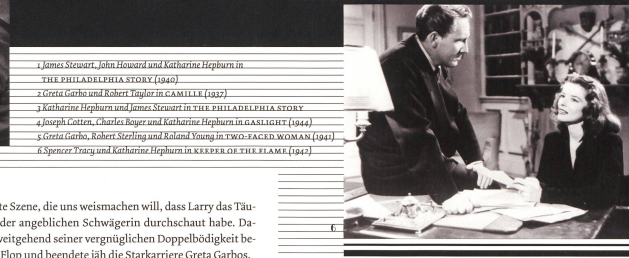 1 James Stewart, John Howard und Katharine Hepburn in
THE PHILADELPHIA STORY (1940)
2 Greta Garbo und Robert Taylor in CAMILLE (1937)
3 Katharine Hepburn und James Stewart in THE PHILADELPHIA STORY
4 Joseph Cotten, Charles Boyer und Katharine Hepburn in GASLIGHT (1944)
5 Greta Garbo, Robert Sterling und Roland Young in TWO-FACED WOMAN (1941)
6 Spencer Tracy und Katharine Hepburn in KEEPER OF THE FLAME (1942)
te Szene, die uns weismachen will, dass Larry das Täu-
der angeblichen Schwägerin durchschaut habe. Da-
veitgehend seiner vergnüglichen Doppelbödigkeit be-
Flop und beendete jäh die Starkarriere Greta Garbos.
6